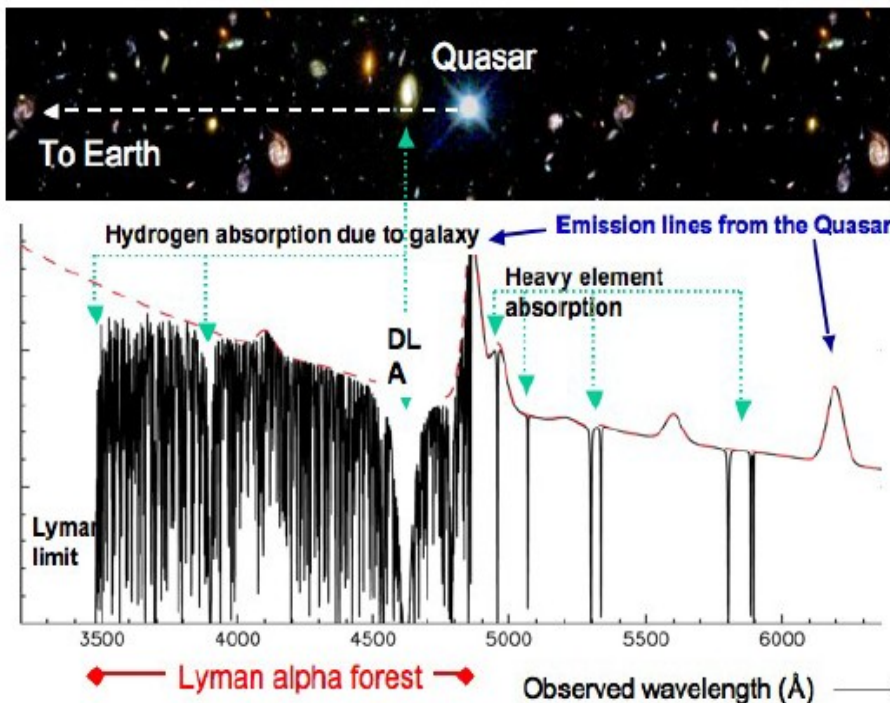 Quasar
To Earth
Hydrogen absorption due to galaxy
Emission lines from the Quasar
Heavy element
absorption
DL
A
Lyman
limit
3500 4000 4500 5000 5500 6000
Lyman alpha forest
Observed wavelength (Å)